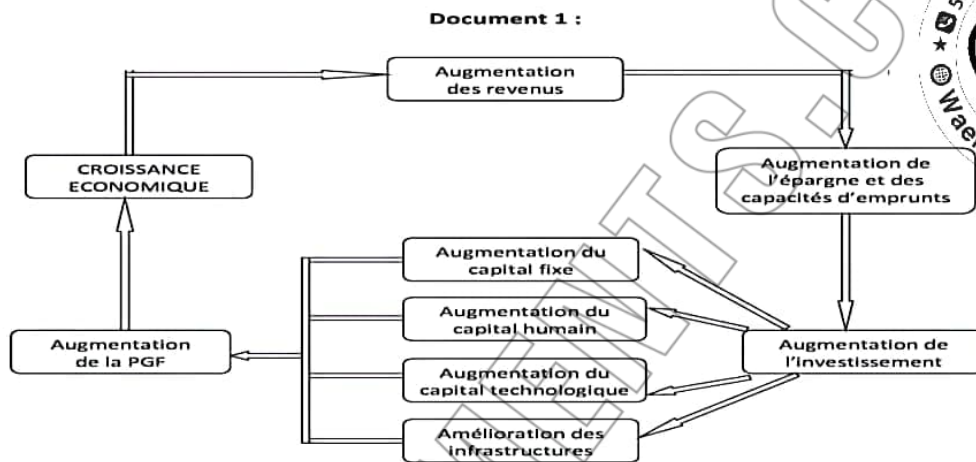 Document 1 :
Augmentation
des revenus
CROISSANCE
ECONOMIQUE
Augmentation de
l'épargne et des
capacités d'emprunts
Augmentation du
capital fixe
Augmentation du
capital humain
Augmentation
de la PGF
Augmentation de
l'investissement
Augmentation du
capital technologique
Amélioration des
infrastructures